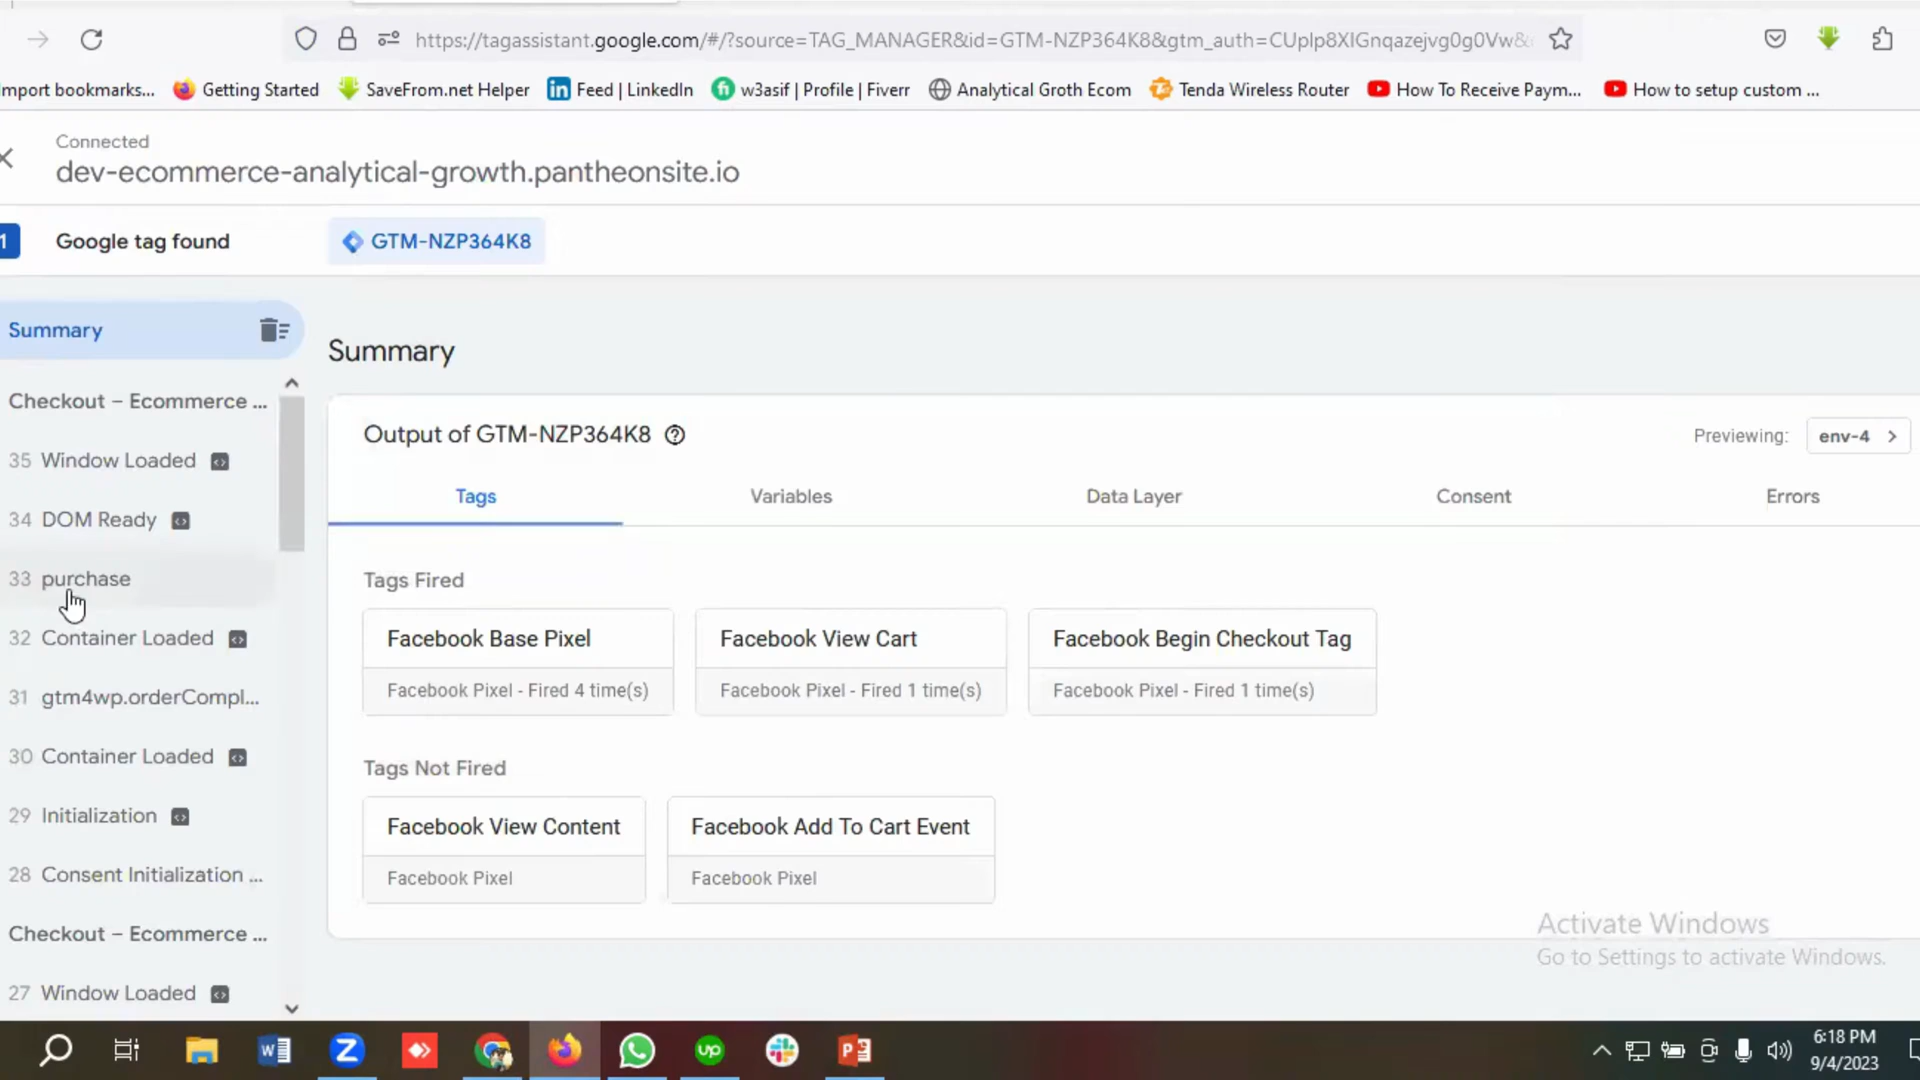 https://tagassistant.google.com/#/?source=TAG_MANAGER&id=GTM-NZP364K8&gtm_auth=CUplp8XIGnqazejvg0g0Vw&
mport bookmarks...
Getting Started
SaveFrom.net Helper
Feed | LinkedIn
w3asif | Profile | Fiverr
Analytical Groth Ecom
Tenda Wireless Router
How To Receive Paym...
How to setup custom ...
Connected
dev-ecommerce-analytical-growth.pantheonsite.io
1
Google tag found
GTM-NZP364K8
Summary
Checkout – Ecommerce ...
35 Window Loaded
34 DOM Ready
33 purchase
32 Container Loaded
31 gtm4wp.orderCompl...
30 Container Loaded
29 Initialization
28 Consent Initialization ...
Checkout – Ecommerce ...
27 Window Loaded
Summary
Output of GTM-NZP364K8
Previewing: env-4
Tags
Variables
Data Layer
Consent
Errors
Tags Fired
Facebook Base Pixel
Facebook Pixel - Fired 4 time(s)
Facebook View Cart
Facebook Pixel - Fired 1 time(s)
Facebook Begin Checkout Tag
Facebook Pixel - Fired 1 time(s)
Tags Not Fired
Facebook View Content
Facebook Pixel
Facebook Add To Cart Event
Facebook Pixel
Activate Windows
Go to Settings to activate Windows.
6:18 PM
9/4/2023